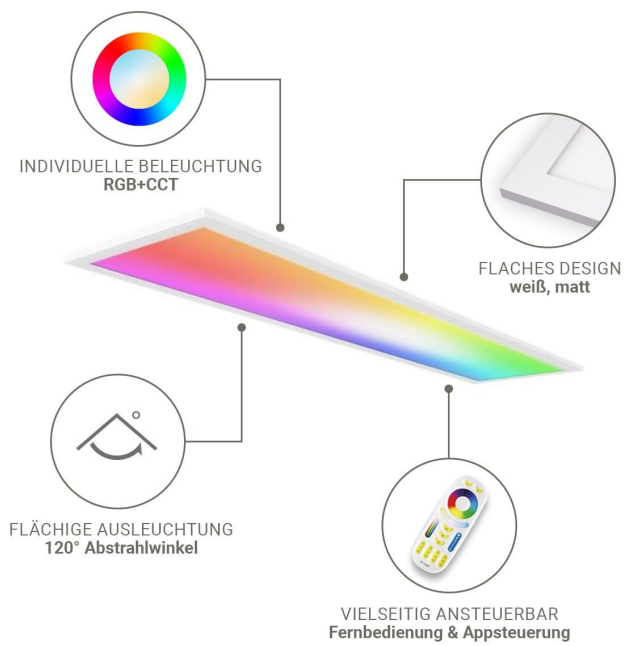 INDIVIDUELLE BELEUCHTUNG
RGB+CCT
FLACHES DESIGN
weiß, matt
FLÄCHIGE AUSLEUCHTUNG
120° Abstrahlwinkel
VIELSEITIG ANSTEUERBAR
Fernbedienung & Appsteuerung